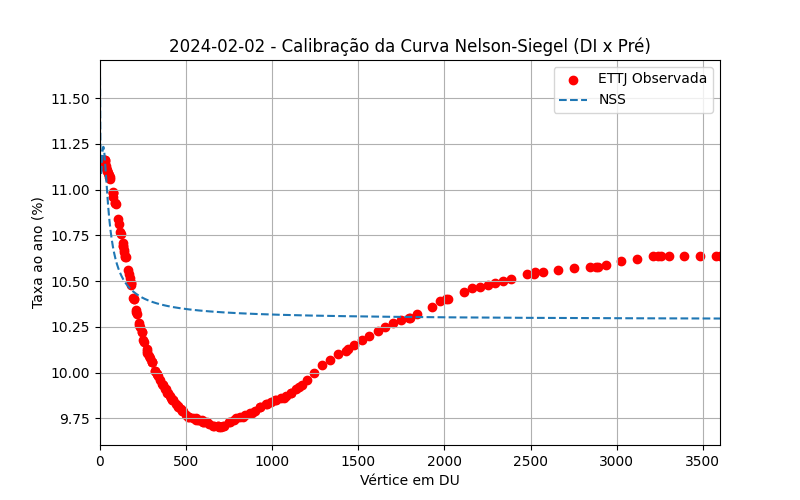 2024-02-02 - Calibração da Curva Nelson-Siegel (DI x Pré)
ETTJ Observada
NSS
Taxa ao ano (%)
11.50
11.25
11.00
10.75
10.50
10.25
10.00
9.75
0 500 1000 1500 2000 2500 3000 3500
Vértice em DU